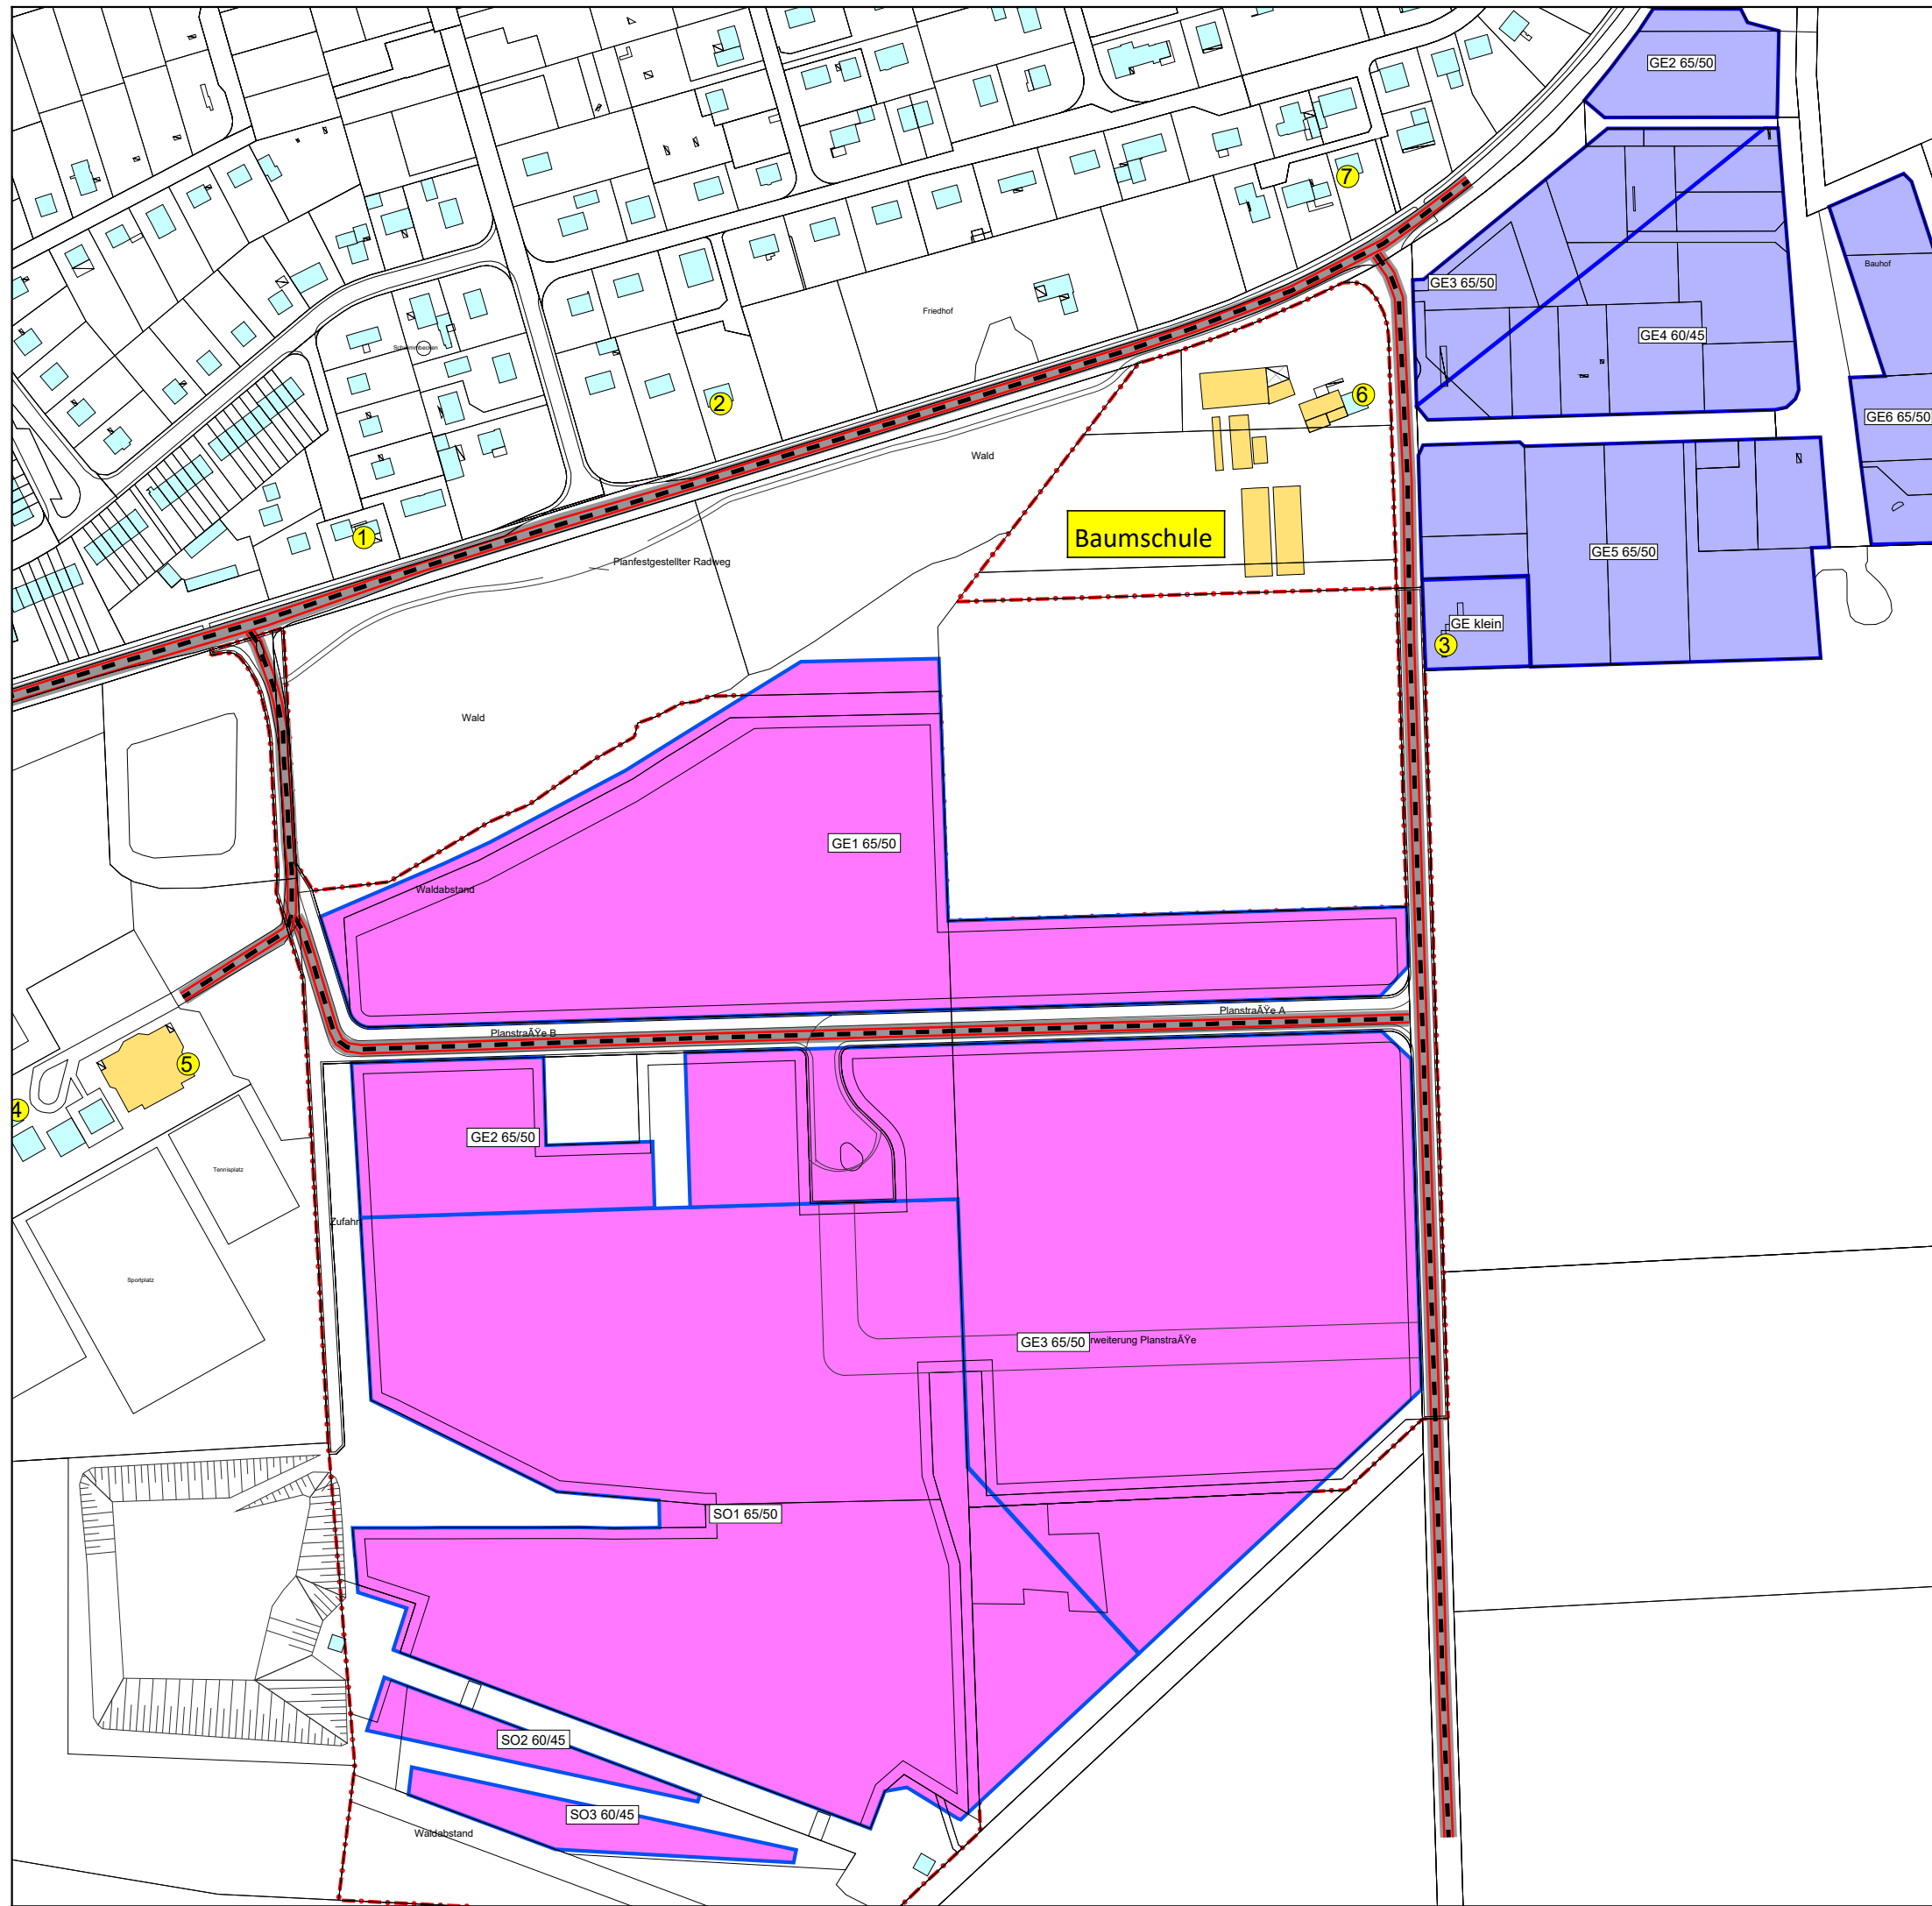 GE2 65/50
7
Bauhof
GE3 65/50
Friedhof
GE4 60/45
Schwimmbecken
6
2
GE6 65/50
Wald
1
Baumschule
GE5 65/50
Planfestgestellter Radweg
GE klein
3
Wald
GE1 65/50
Waldabstand
PlanstraÃŸe A
PlanstraÃŸe B
5
4
GE2 65/50
Tennisplatz
Zufahr
Sportplatz
GE3 65/50
rweiterung PlanstraÃŸe
SO1 65/50
SO2 60/45
SO3 60/45
Waldabstand